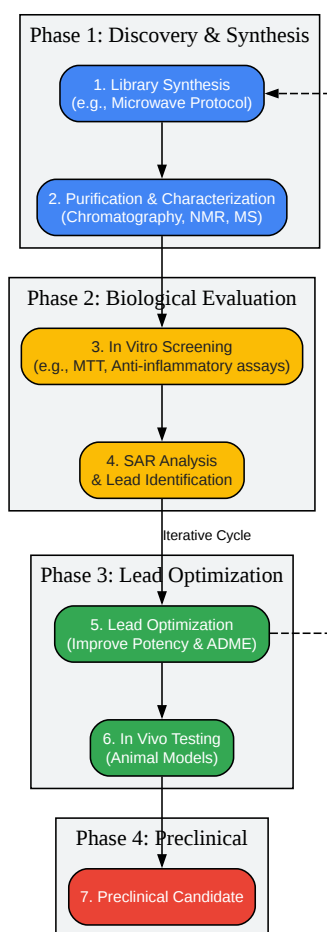 Phase 1: Discovery & Synthesis
1. Library Synthesis
(e.g., Microwave Protocol)
2. Purification & Characterization
(Chromatography, NMR, MS)
Phase 2: Biological Evaluation
3. In Vitro Screening
(e.g., MTT, Anti-inflammatory assays)
4. SAR Analysis
& Lead Identification
Iterative Cycle
Phase 3: Lead Optimization
5. Lead Optimization
(Improve Potency & ADME)
6. In Vivo Testing
(Animal Models)
Phase 4: Preclinical
7. Preclinical Candidate